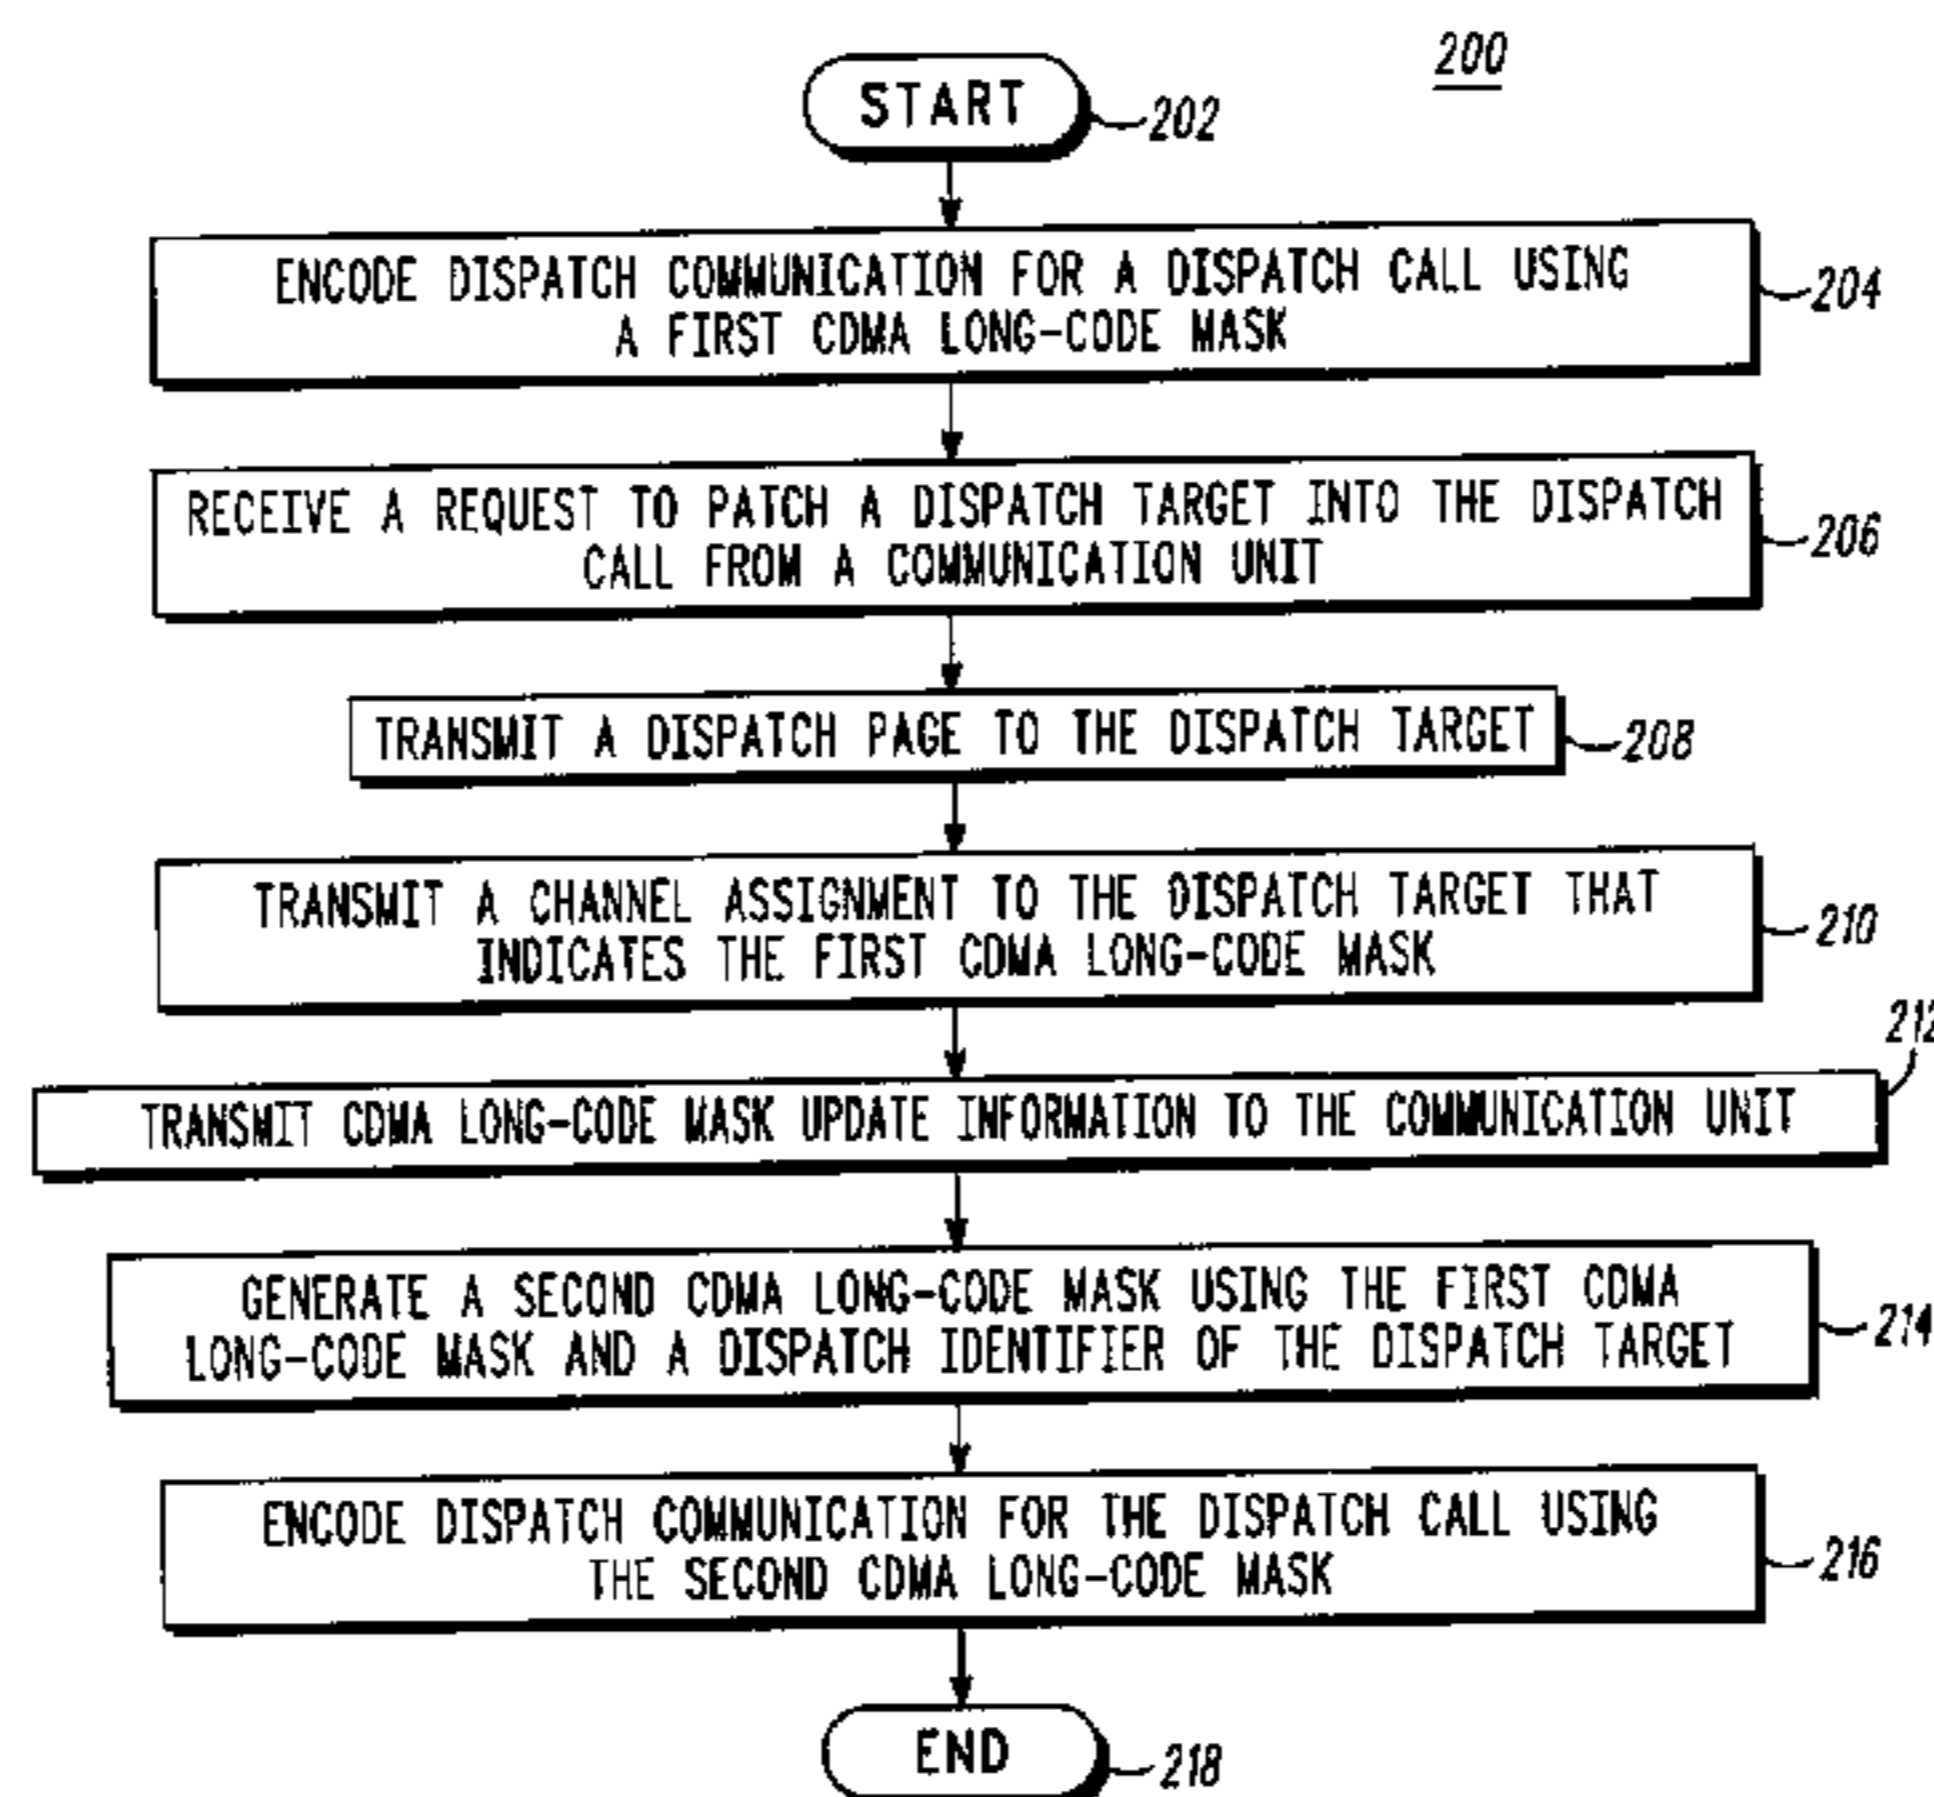 200
START
202
ENCODE DISPATCH COMMUNICATION FOR A DISPATCH CALL USING
A FIRST CDMA LONG-CODE MASK
204
RECEIVE A REQUEST TO PATCH A DISPATCH TARGET INTO THE DISPATCH
CALL FROM A COMMUNICATION UNIT
206
TRANSMIT A DISPATCH PAGE TO THE DISPATCH TARGET
208
TRANSMIT A CHANNEL ASSIGNMENT TO THE DISPATCH TARGET THAT
INDICATES THE FIRST CDMA LONG-CODE MASK
210
212
TRANSMIT CDMA LONG-CODE MASK UPDATE INFORMATION TO THE COMMUNICATION UNIT
GENERATE A SECOND CDMA LONG-CODE MASK USING THE FIRST CDMA
LONG-CODE MASK AND A DISPATCH IDENTIFIER OF THE DISPATCH TARGET
214
ENCODE DISPATCH COMMUNICATION FOR THE DISPATCH CALL USING
THE SECOND CDMA LONG-CODE MASK
216
END
218